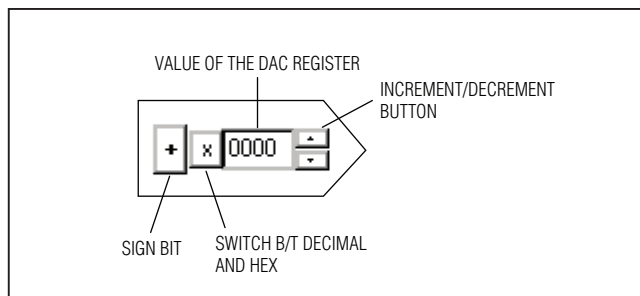 VALUE OF THE DAC REGISTER
INCREMENT/DECREMENT
BUTTON
+ x 0000
SIGN BIT
SWITCH B/T DECIMAL
AND HEX